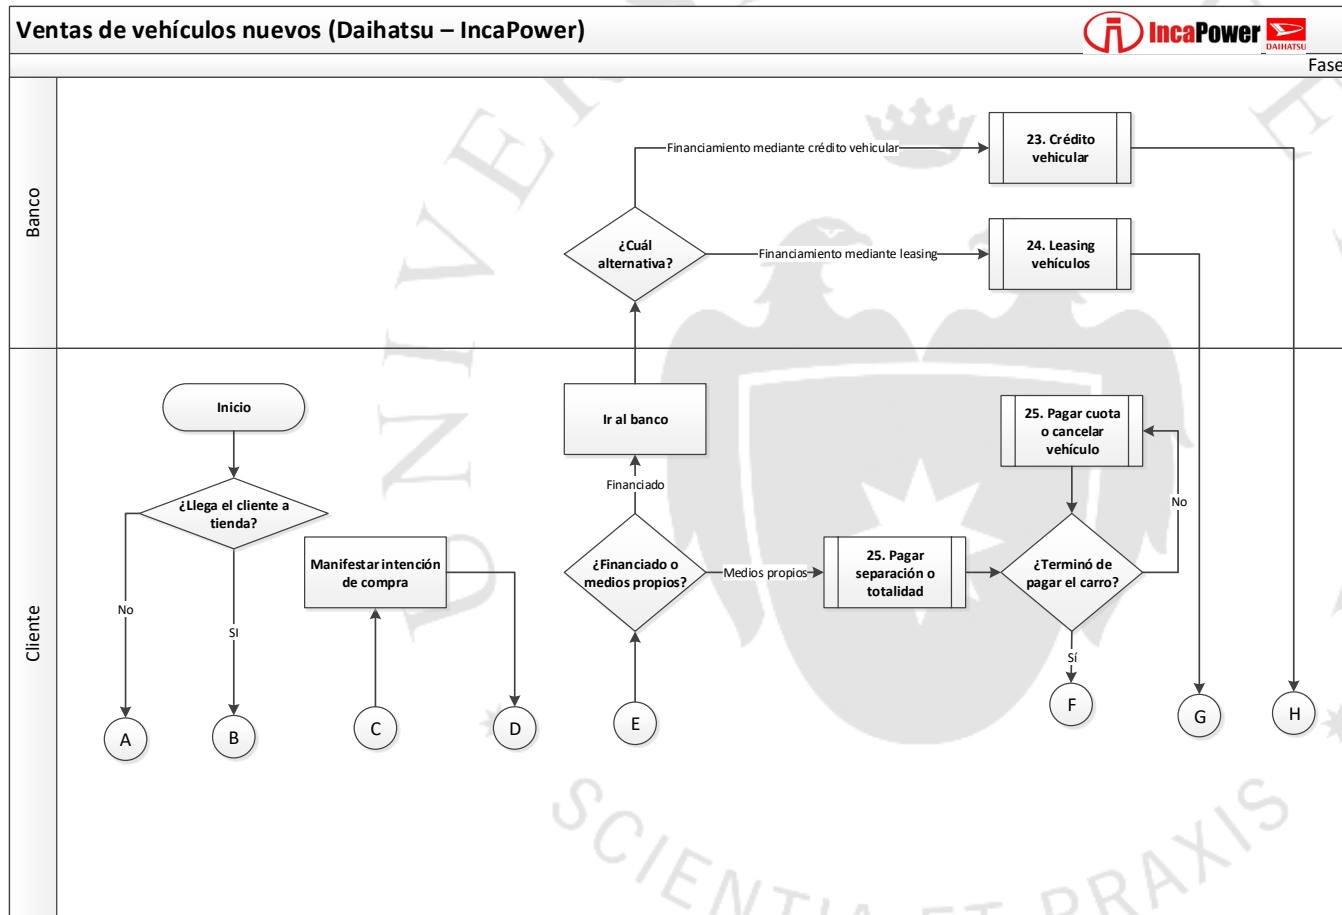 Ventas de vehículos nuevos (Daihatsu – IncaPower)
IncaPower
DAIHATSU
Fase
Banco
Financiamiento mediante crédito vehicular
23. Crédito
vehicular
¿Cuál
alternativa?
Financiamiento mediante leasing
24. Leasing
vehículos
Cliente
Inicio
¿Llega el cliente a
tienda?
No
SI
A
B
Manifestar intención
de compra
C
D
Ir al banco
Financiado
¿Financiado o
medios propios?
Medios propios
E
25. Pagar
separación o
totalidad
25. Pagar cuota
o cancelar
vehículo
No
¿Terminó de
pagar el carro?
Sí
F
G
H
SCIENTIA ET PRAXIS